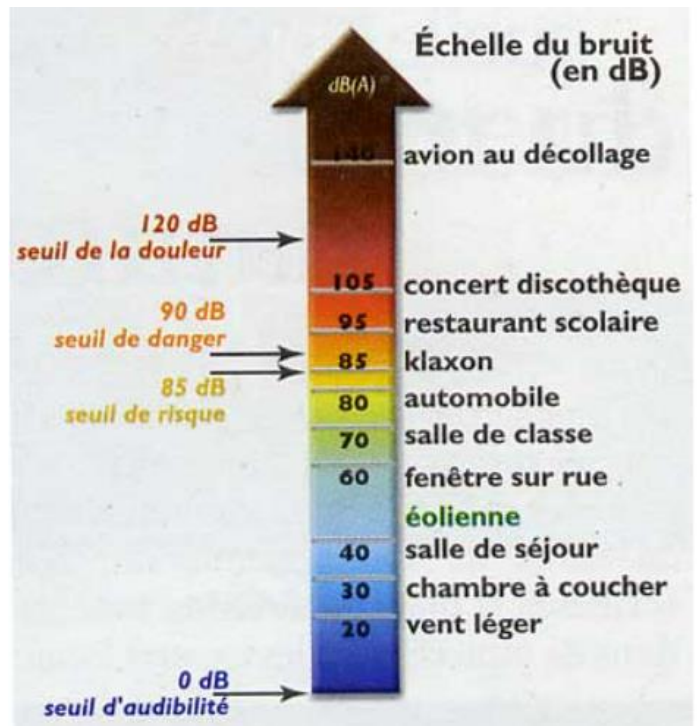 Échelle du bruit
(en dB)
dB(A)
140 avion au décollage
120 dB
seuil de la douleur
105 concert discothèque
95 restaurant scolaire
90 dB
seuil de danger
85 klaxon
85 dB
seuil de risque
80 automobile
70 salle de classe
60 fenêtre sur rue
éolienne
40 salle de séjour
30 chambre à coucher
20 vent léger
0 dB
seuil d'audibilité